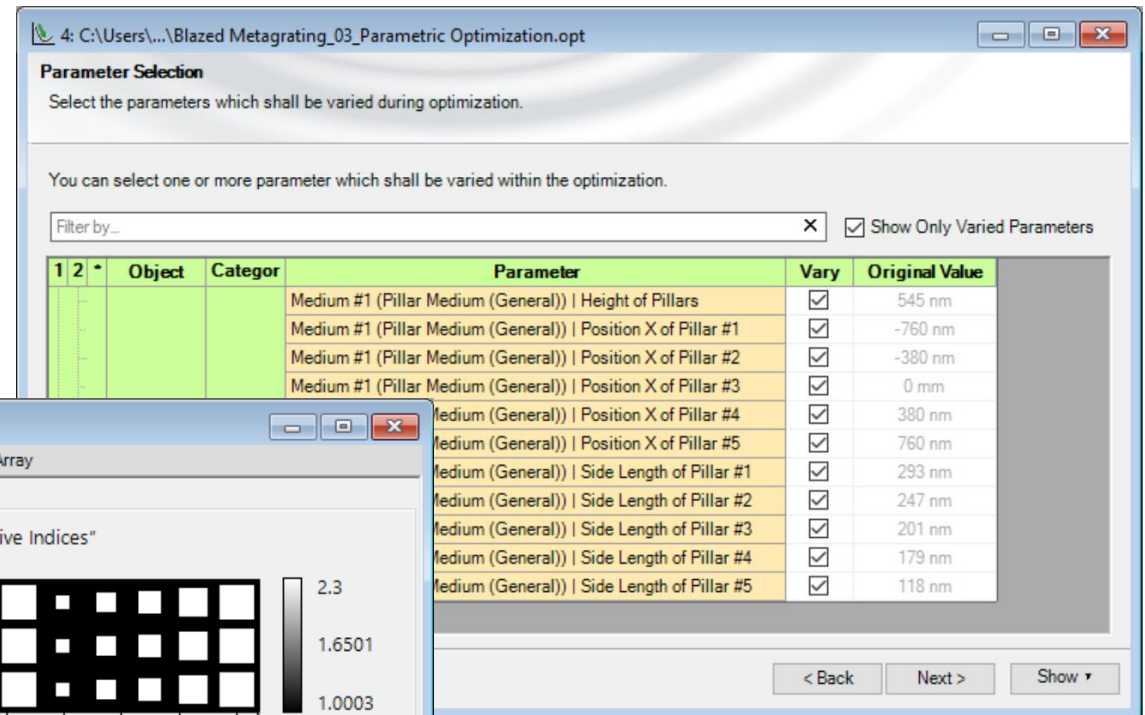 4: C:\Users\...\Blazed Metagrating_03_Parametric Optimization.opt
Parameter Selection
Select the parameters which shall be varied during optimization.
You can select one or more parameter which shall be varied within the optimization.
Filter by... X Show Only Varied Parameters
1 2 * Object Categor Parameter Vary Original Value
Medium #1 (Pillar Medium (General)) | Height of Pillars 545 nm
Medium #1 (Pillar Medium (General)) | Position X of Pillar #1 -760 nm
Medium #1 (Pillar Medium (General)) | Position X of Pillar #2 -380 nm
Medium #1 (Pillar Medium (General)) | Position X of Pillar #3 0 mm
Medium (General)) | Position X of Pillar #4 380 nm
Medium (General)) | Position X of Pillar #5 760 nm
Medium (General)) | Side Length of Pillar #1 293 nm
Medium (General)) | Side Length of Pillar #2 247 nm
Medium (General)) | Side Length of Pillar #3 201 nm
Medium (General)) | Side Length of Pillar #4 179 nm
Medium (General)) | Side Length of Pillar #5 118 nm
< Back Next > Show
Array
ive Indices"
2.3
1.6501
1.0003